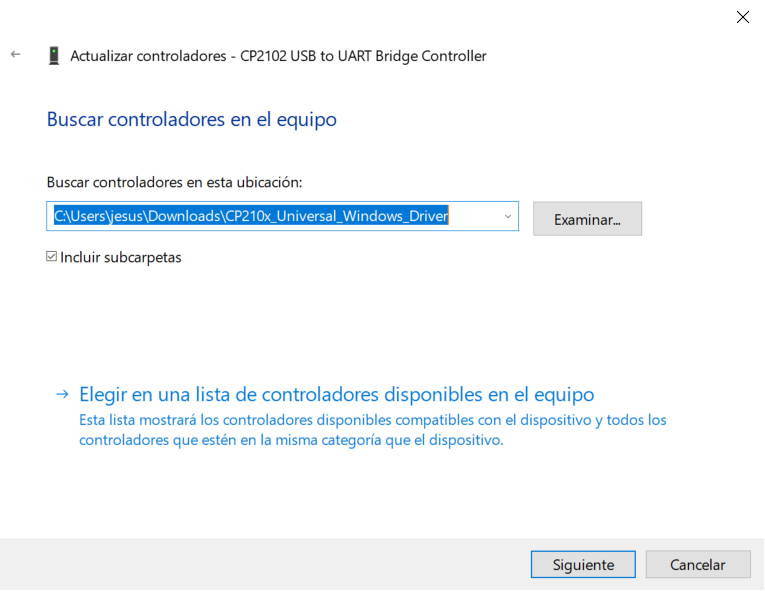 Actualizar controladores - CP2102 USB to UART Bridge Controller
Buscar controladores en el equipo
Buscar controladores en esta ubicación:
C:\Users\jesus\Downloads\CP210x_Universal_Windows_Driver
Examinar...
Incluir subcarpetas
Elegir en una lista de controladores disponibles en el equipo
Esta lista mostrará los controladores disponibles compatibles con el dispositivo y todos los
controladores que estén en la misma categoría que el dispositivo.
Siguiente
Cancelar